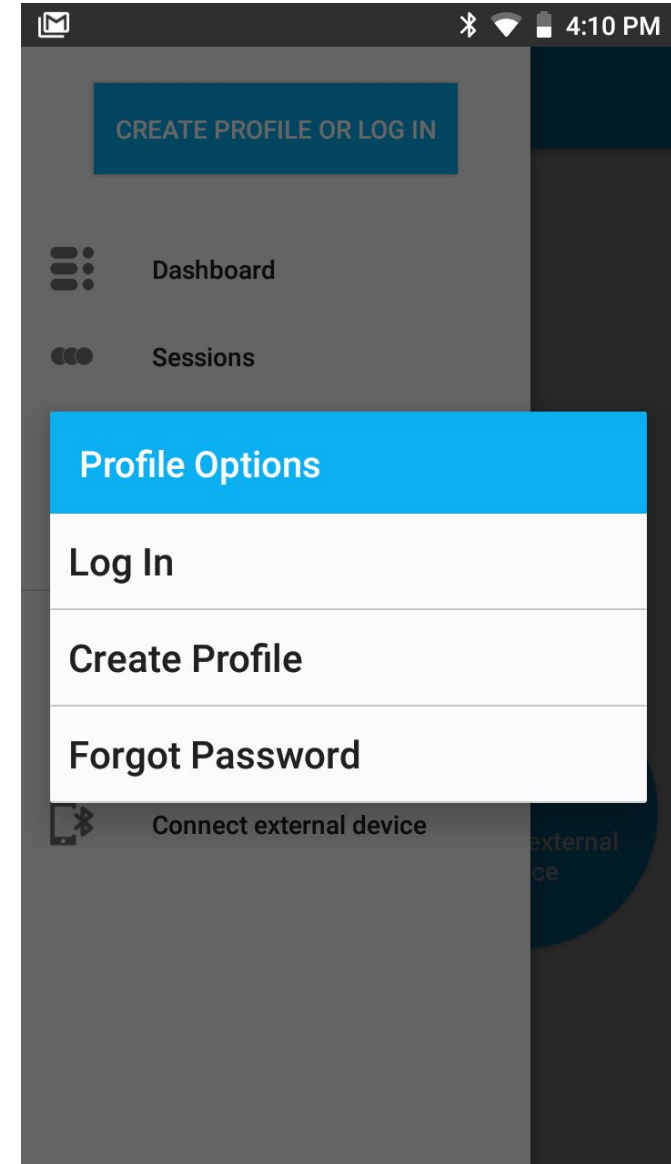 4:10 PM
CREATE PROFILE OR LOG IN
Dashboard
Sessions
Profile Options
Log In
Create Profile
Forgot Password
Connect external device
external
ce